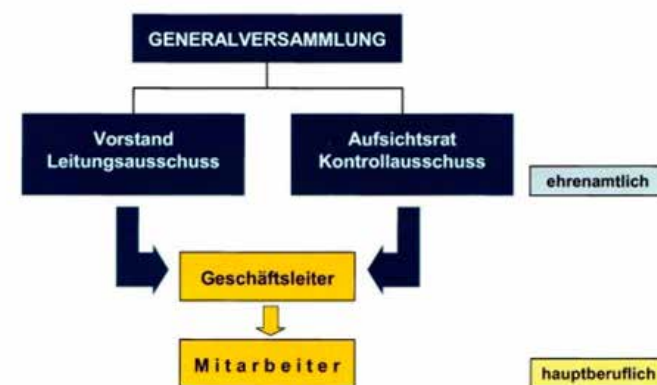 GENERALVERSAMMLUNG
Vorstand
Leitungsausschuss
Aufsichtsrat
Kontrollausschuss
ehrenamtlich
Geschäftsleiter
Mitarbeiter
hauptberuflich